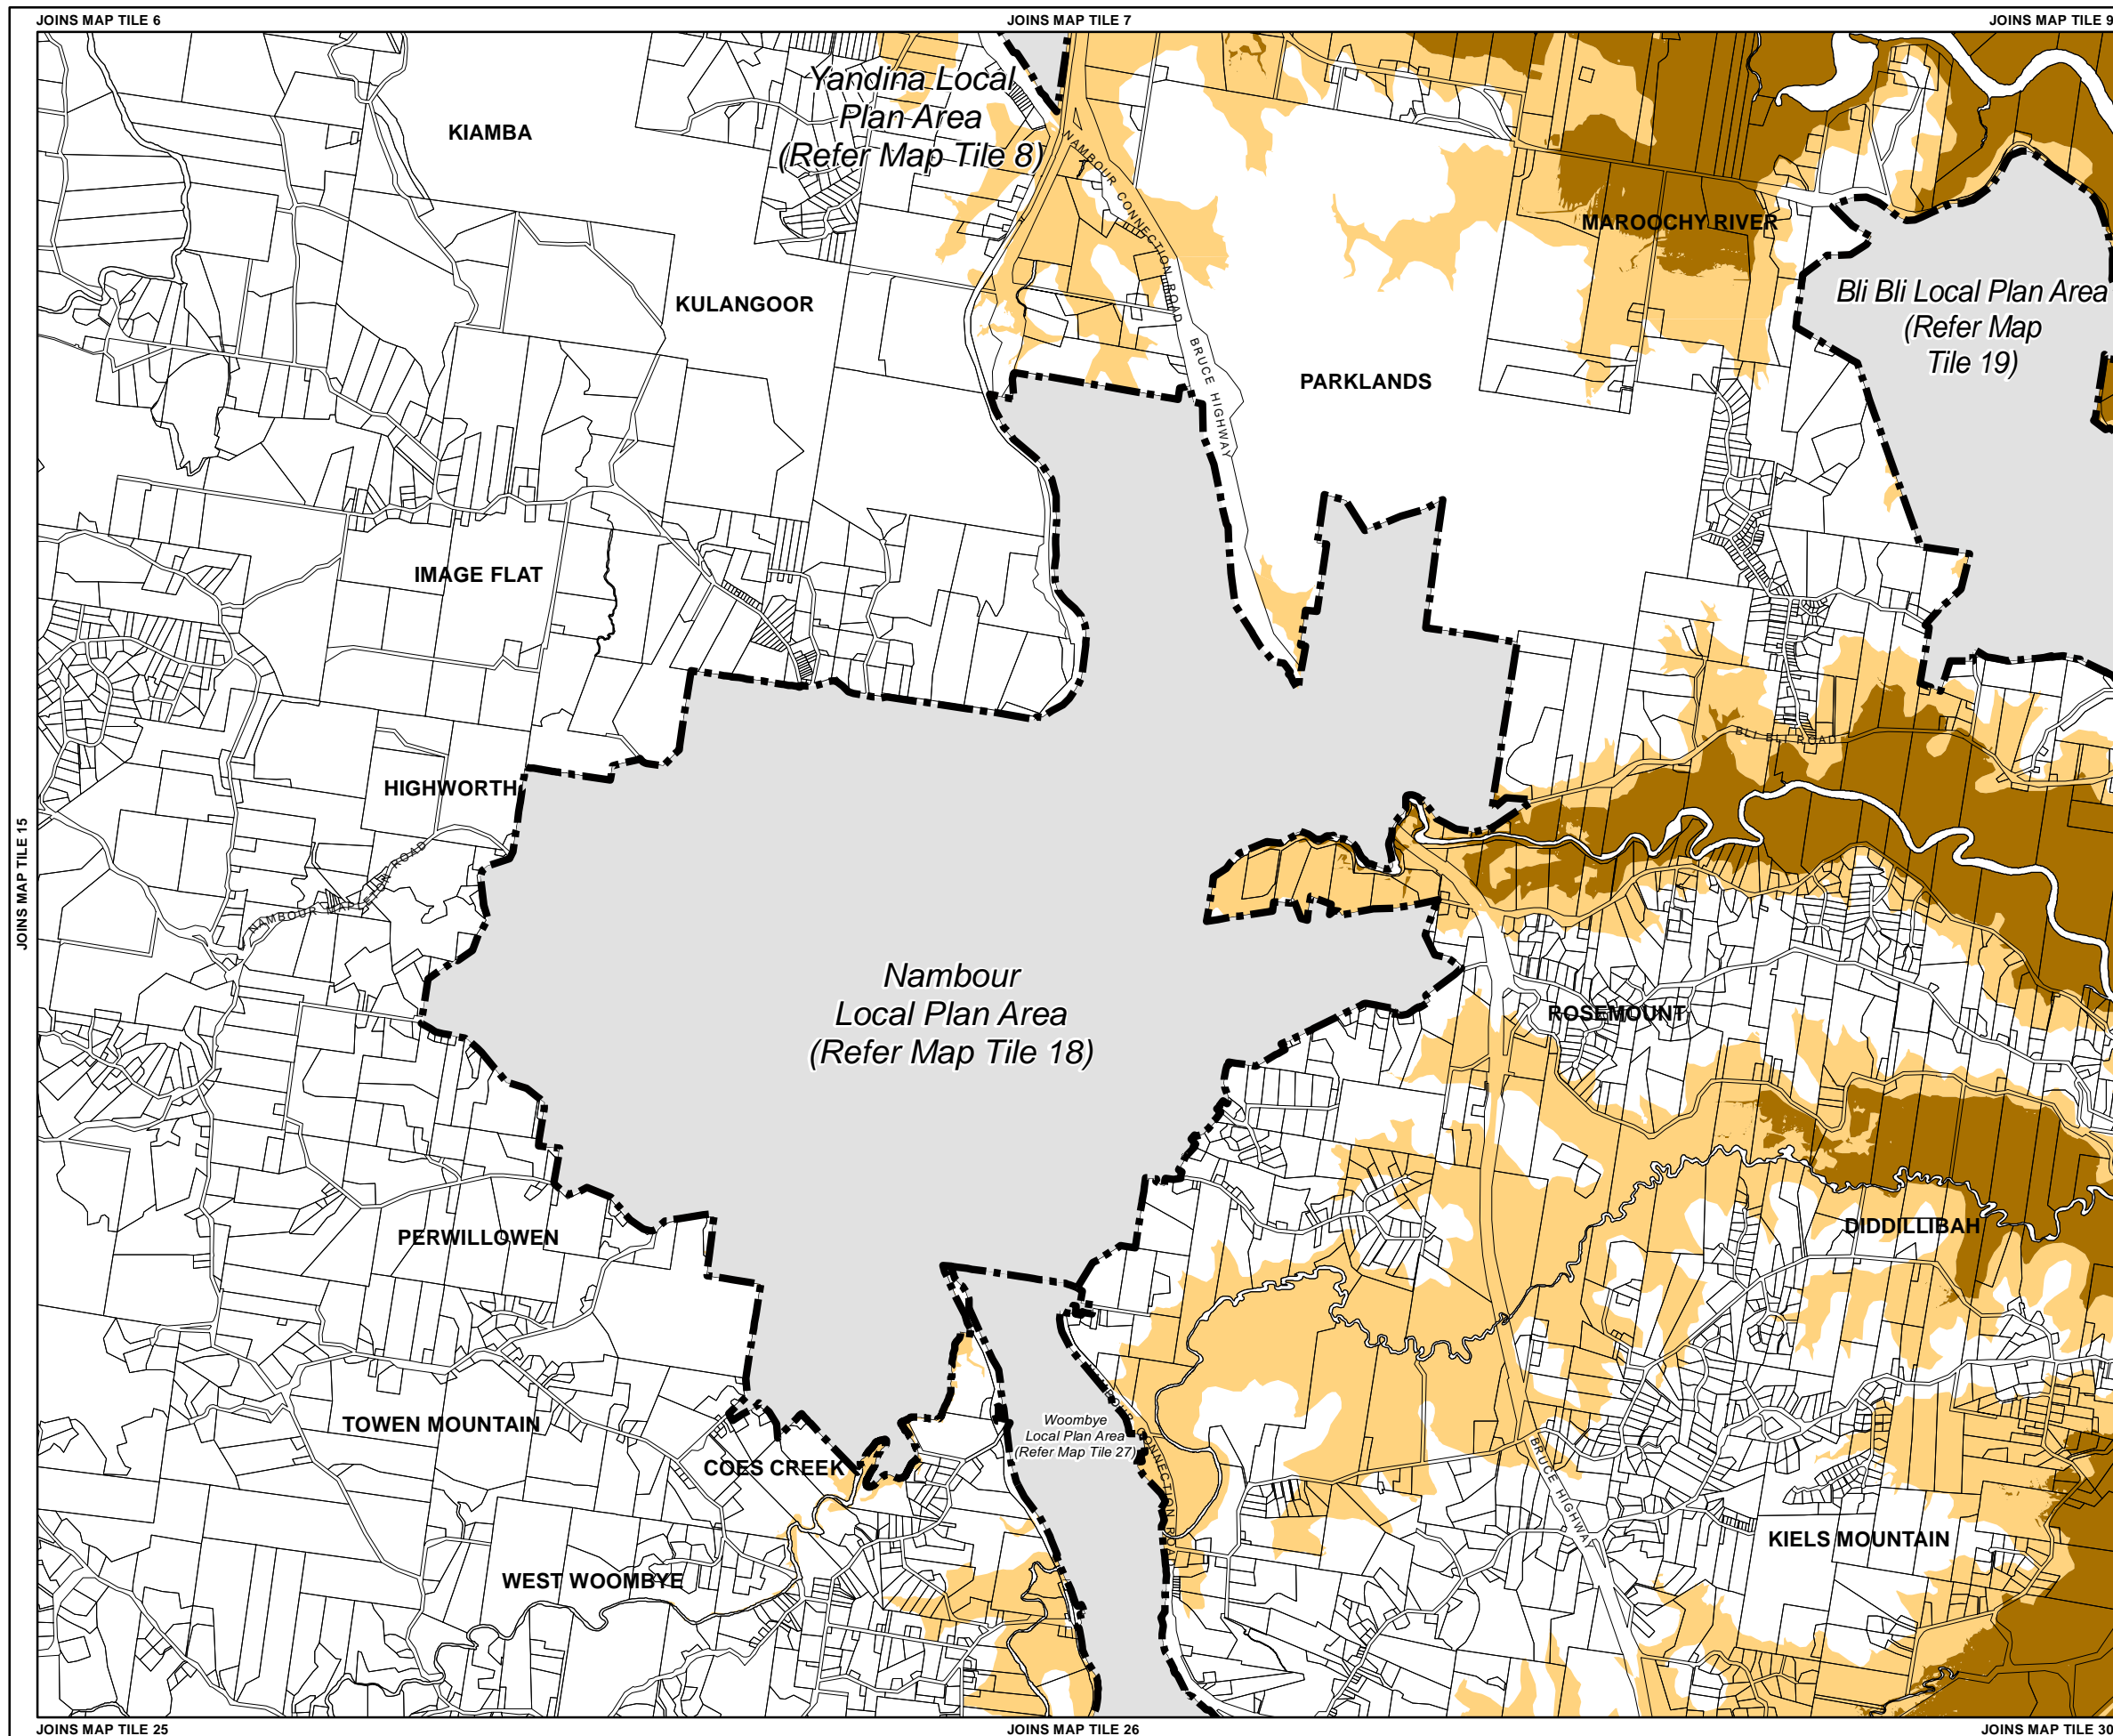 JOINS MAP TILE 6
JOINS MAP TILE 7
JOINS MAP TILE 9
Yandina Local
Plan Area
(Refer Map Tile 8)
KIAMBA
NAMBOUR CONNECTION ROAD
MAROOCHY RIVER
KULANGOOR
Bli Bli Local Plan Area
(Refer Map
Tile 19)
BRUCE HIGHWAY
PARKLANDS
IMAGE FLAT
BLI BLI ROAD
HIGHWORTH
JOINS MAP TILE 15
NAMBOUR MAPLETON ROAD
Nambour
Local Plan Area
(Refer Map Tile 18)
ROSEMOUNT
PERWILLOWEN
DIDDILLIBAH
TOWEN MOUNTAIN
Woombye
Local Plan Area
(Refer Map Tile 27)
NAMBOUR CONNECTION ROAD
COES CREEK
BRUCE HIGHWAY
KIELS MOUNTAIN
WEST WOOMBYE
JOINS MAP TILE 25
JOINS MAP TILE 26
JOINS MAP TILE 30